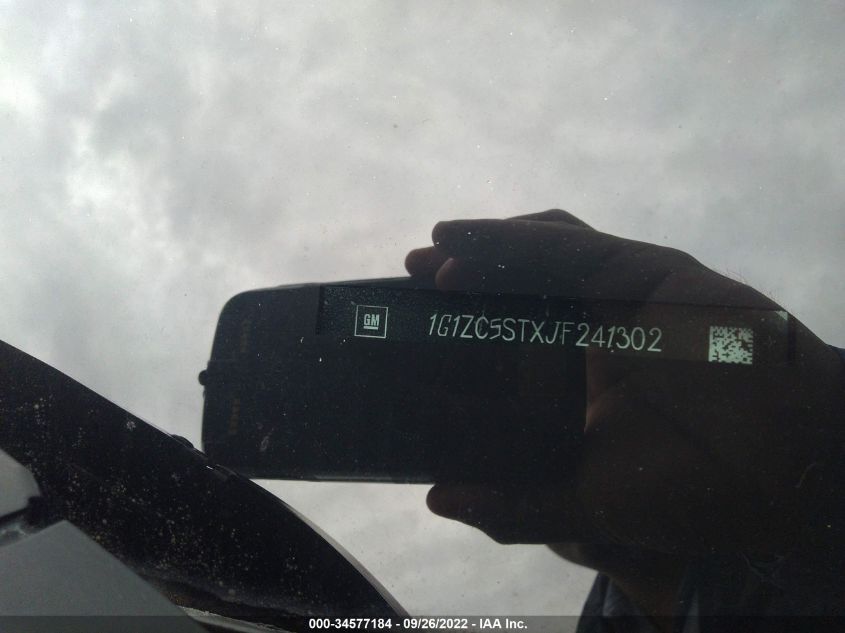 GM
1G1ZC5STXJF241302
000-34577184 - 09/26/2022 - IAA Inc.